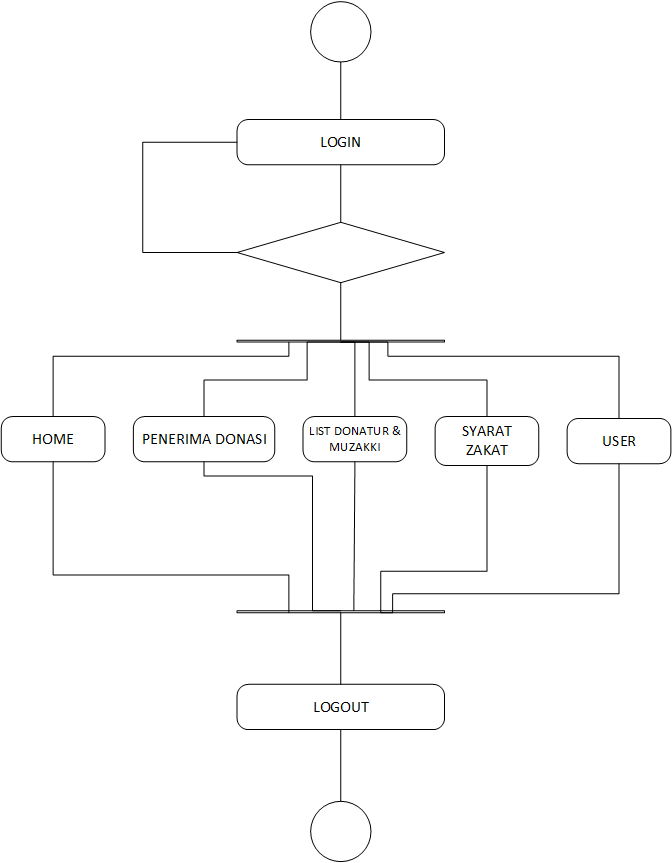 LOGIN
HOME
PENERIMA DONASI
LIST DONATUR &
MUZAKKI
SYARAT
ZAKAT
USER
LOGOUT